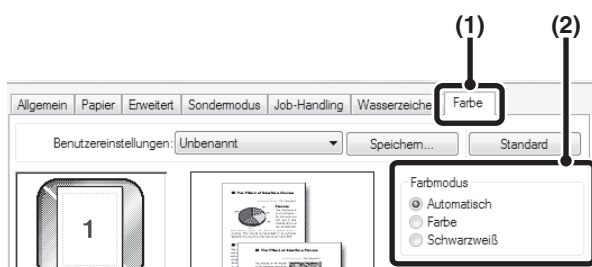 (1) (2)
Allgemein Papier Erweitert Sondermodus Job-Handling Wasserzeiche Farbe
Benutzereinstellungen: Unbenannt Speichern... Standard
Farbmodus
Automatisch
Farbe
Schwarzweiß
1